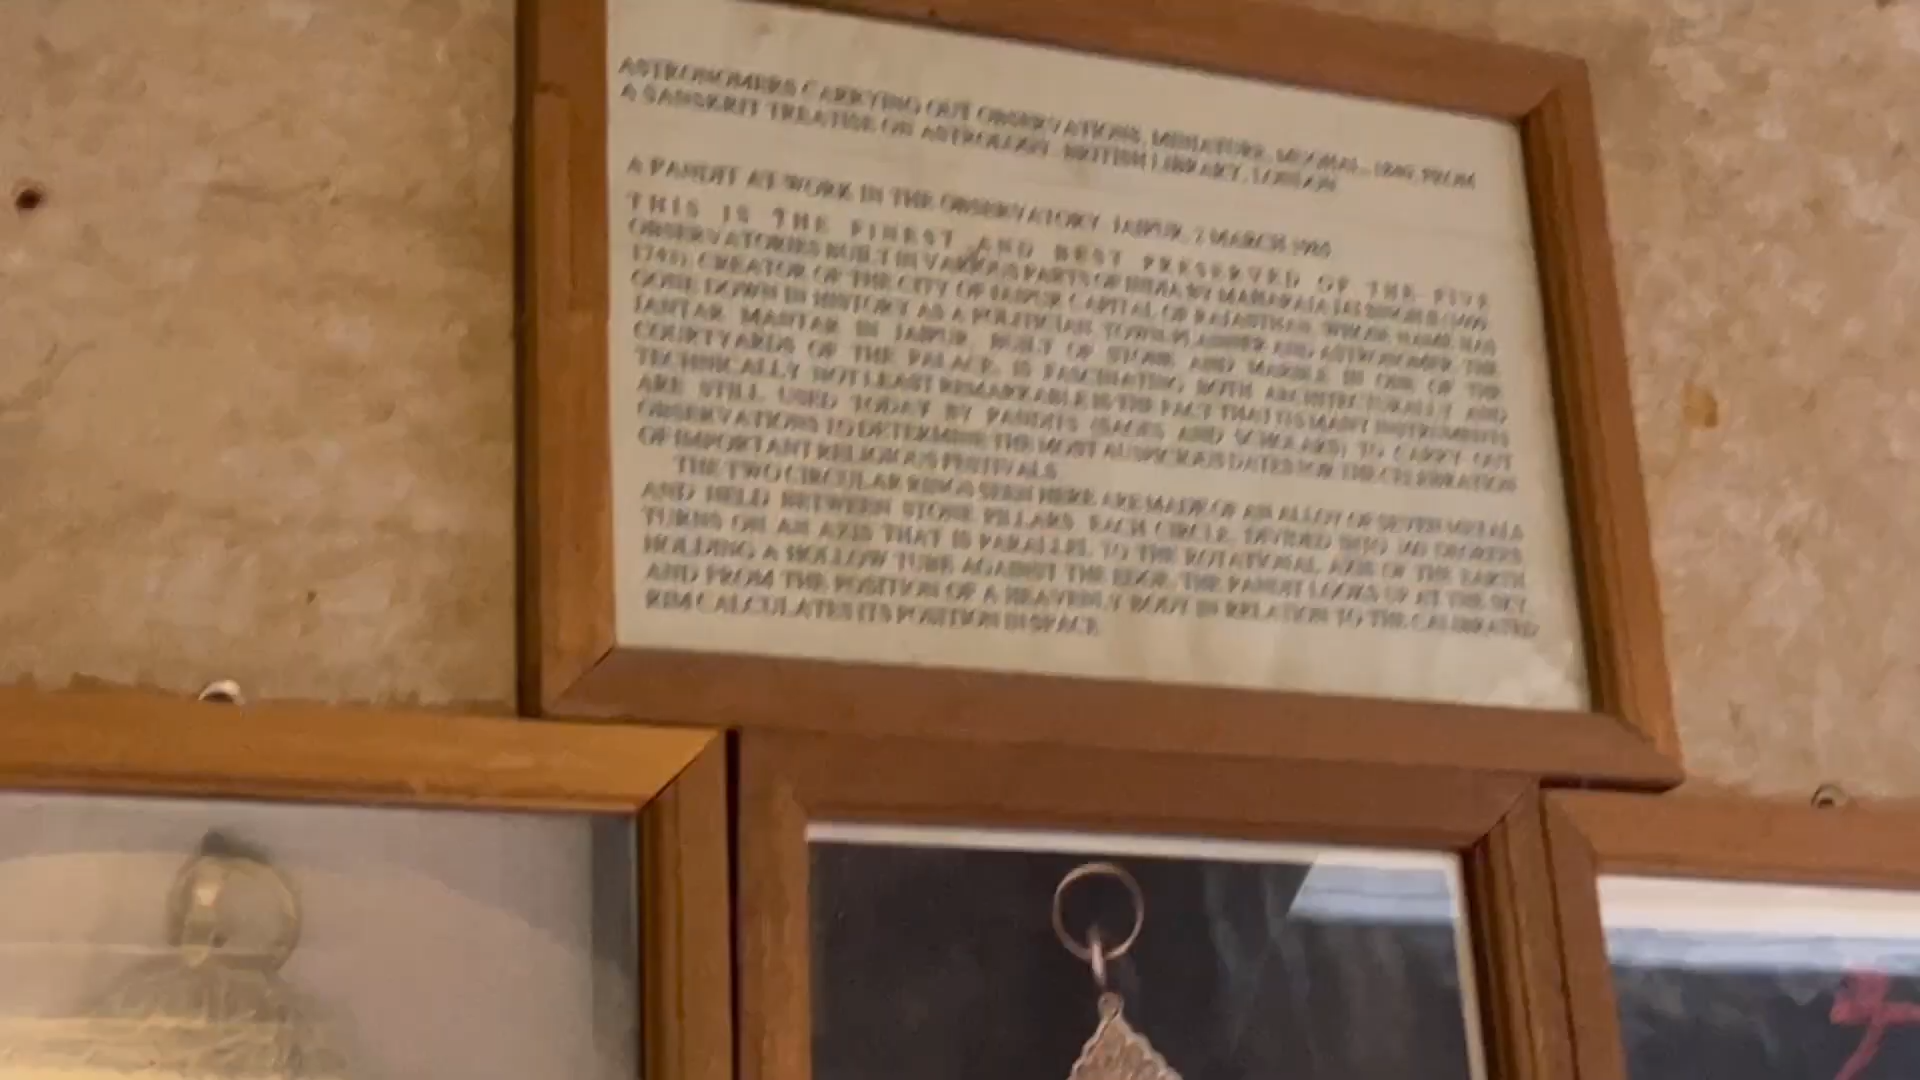 ASTRONOMERS CARRYING OUT OBSERVATIONS, MINIATURE, MUGHAL, FROM
A SANSKRIT TREATISE ON ASTROLOGY. BRITISH LIBRARY, LONDON
A PANDIT AT WORK IN THE OBSERVATORY JAIPUR, 7 MARCH
THIS IS THE FINEST AND BEST PRESERVED OF THE FIVE
OBSERVATORIES BUILT IN VARIOUS PARTS OF INDIA BY MAHARAJA JAI SINGH II
1743), CREATOR OF THE CITY OF JAIPUR CAPITAL OF RAJASTHAN, WHOSE NAME HAS
GONE DOWN IN HISTORY AS A POLITICIAN, TOWN-PLANNER AND ASTRONOMER. THE
JANTAR MANTAR IN JAIPUR, BUILT OF STONE AND MARBLE IN ONE OF THE
COURTYARDS OF THE PALACE, IS FASCINATING BOTH ARCHITECTURALLY AND
TECHNICALLY. NOT LEAST REMARKABLE IS THE FACT THAT ITS MANY INSTRUMENTS
ARE STILL USED TODAY BY PANDITS (SAGES AND SCHOLARS) TO CARRY OUT
OBSERVATIONS TO DETERMINE THE MOST AUSPICIOUS DATES FOR THE CELEBRATION
OF IMPORTANT RELIGIOUS FESTIVALS.
THE TWO CIRCULAR RINGS SEEN HERE ARE MADE OF AN ALLOY OF SEVEN METALS
AND HELD BETWEEN STONE PILLARS. EACH CIRCLE, DIVIDED INTO 360 DEGREES
TURNS ON AN AXIS THAT IS PARALLEL TO THE ROTATIONAL AXIS OF THE EARTH.
HOLDING A HOLLOW TUBE AGAINST THE EDGE, THE PANDIT LOOKS UP AT THE SKY,
AND FROM THE POSITION OF A HEAVENLY BODY IN RELATION TO THE CALIBRATED
RIM CALCULATES ITS POSITION IN SPACE